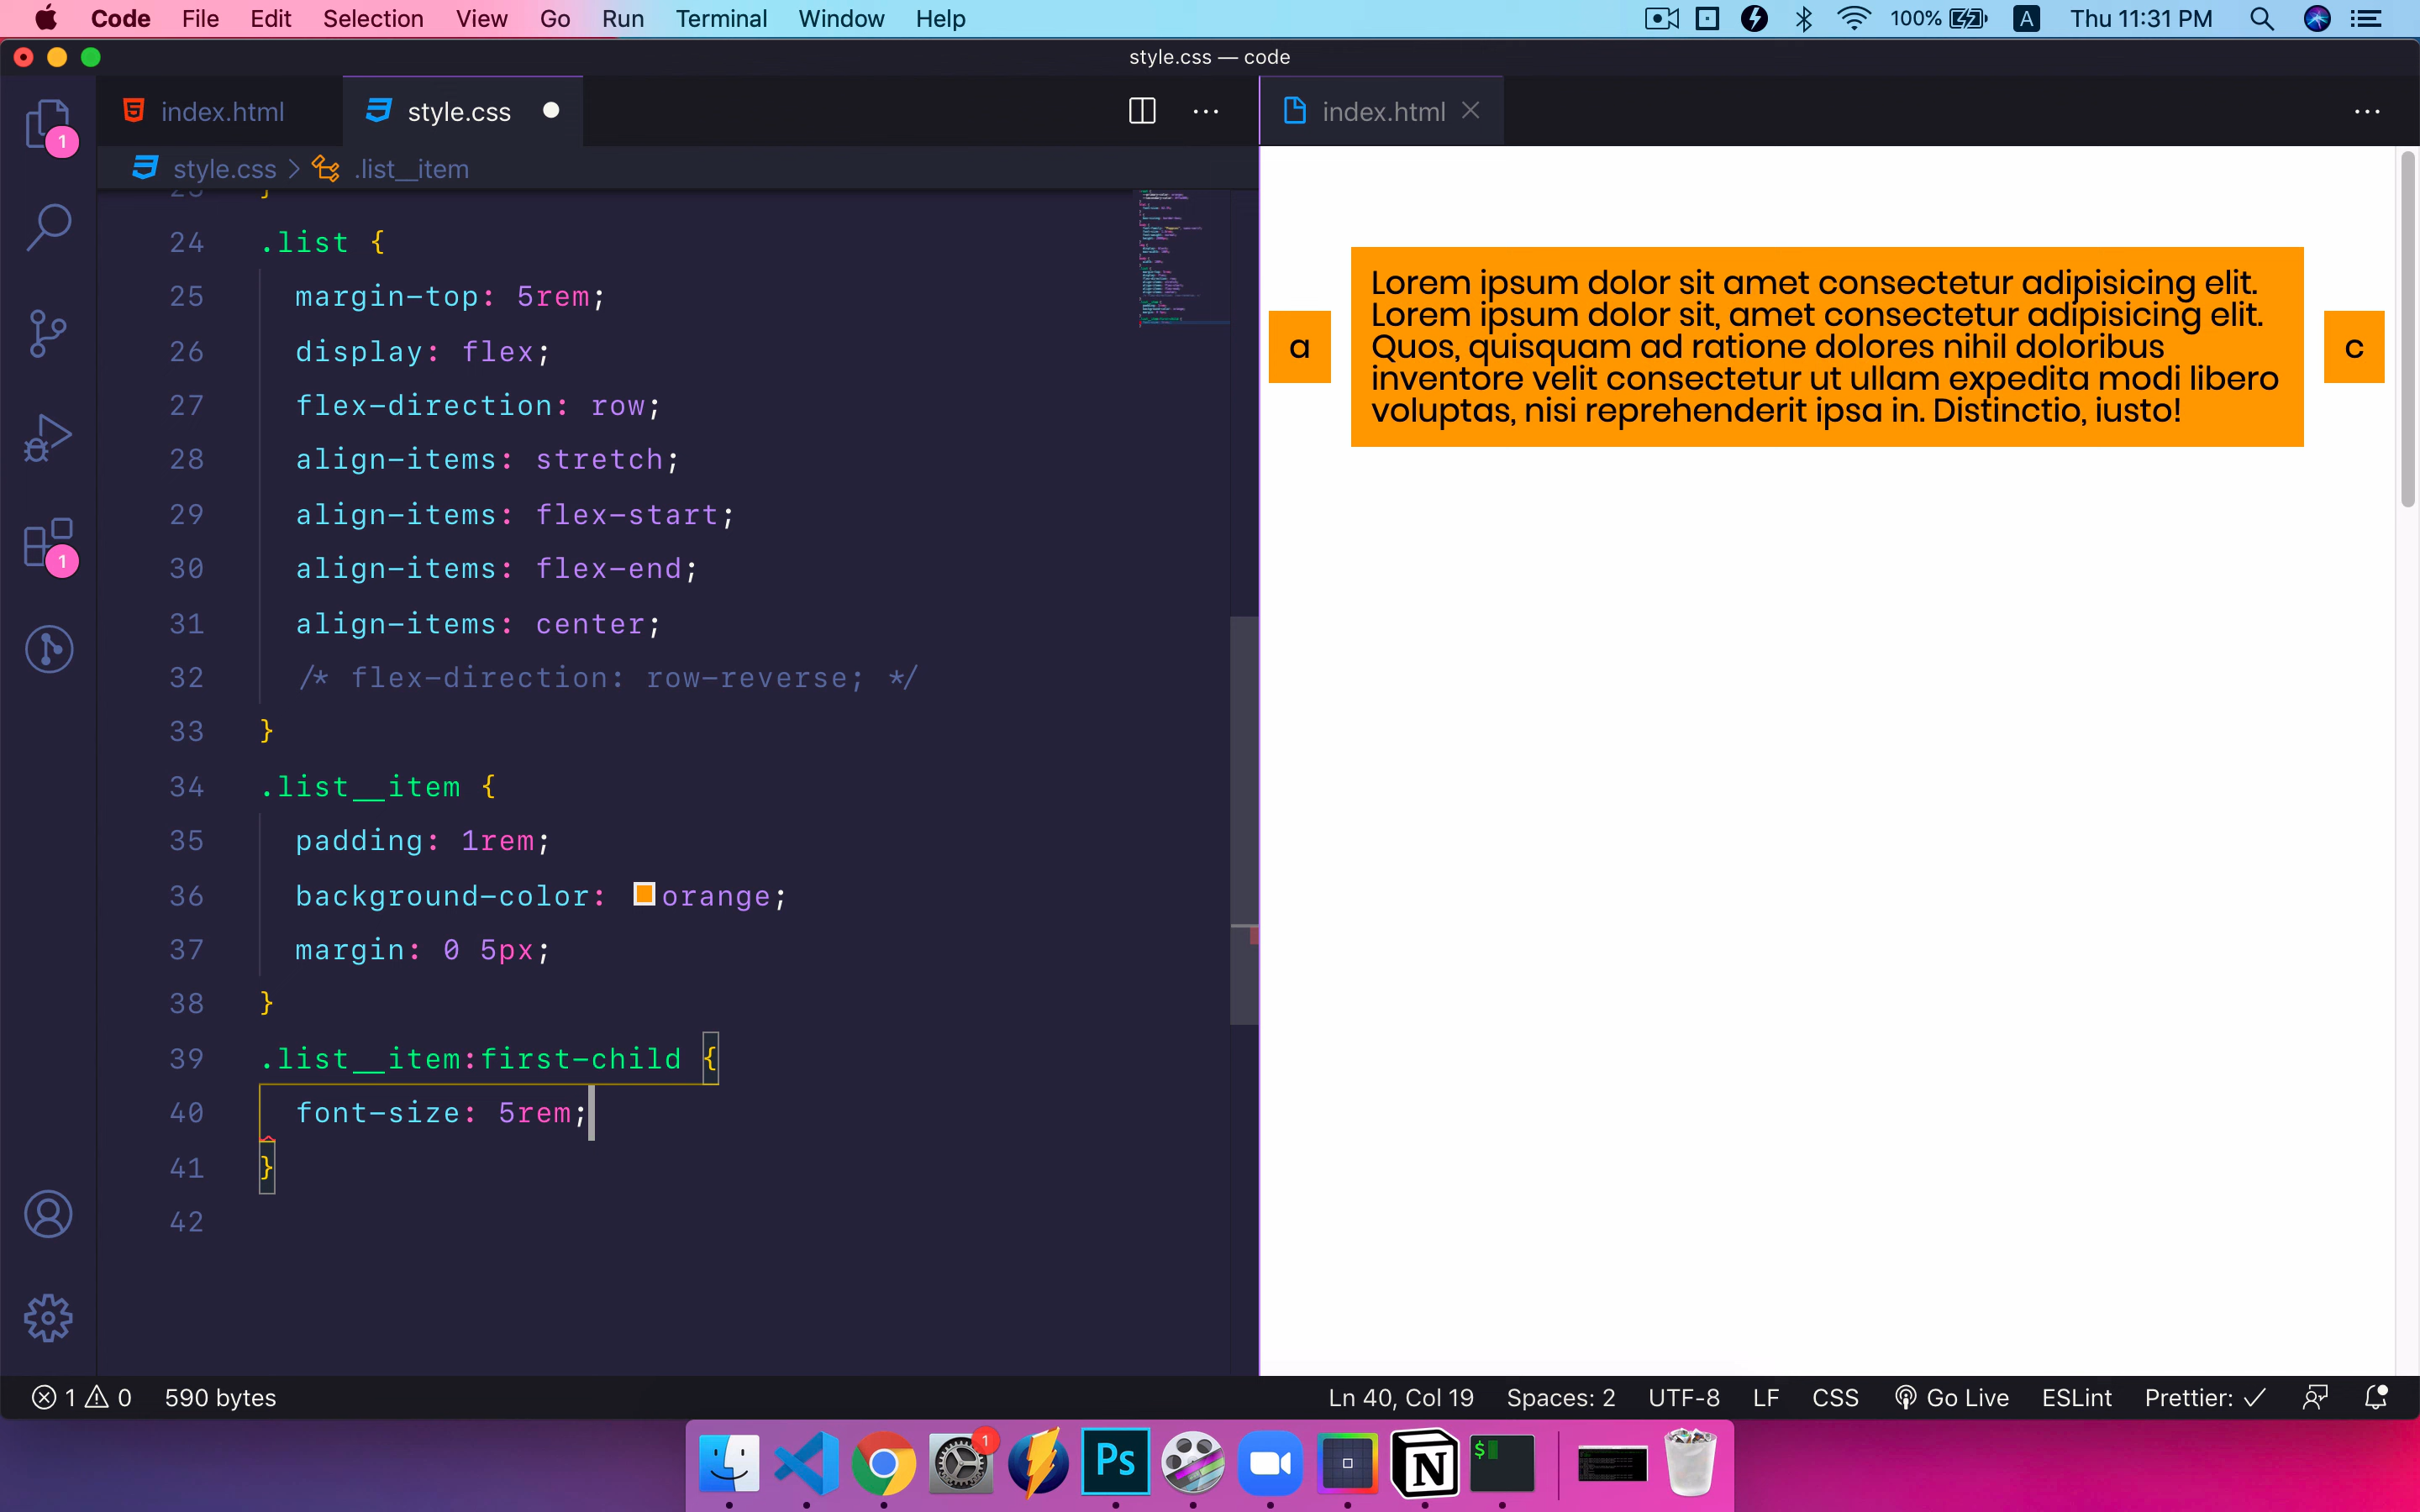 Code File Edit Selection View Go Run Terminal Window Help 100% A Thu 11:31 PM
style.css — code
index.html style.css index.html
style.css > .list__item
23 }
24 .list {
25 margin-top: 5rem;
26 display: flex;
27 flex-direction: row;
28 align-items: stretch;
29 align-items: flex-start;
30 align-items: flex-end;
31 align-items: center;
32 /* flex-direction: row-reverse; */
33 }
34 .list__item {
35 padding: 1rem;
36 background-color: orange;
37 margin: 0 5px;
38 }
39 .list__item:first-child {
40 font-size: 5rem;
41 }
42
1
1
a
Lorem ipsum dolor sit amet consectetur adipisicing elit.
Lorem ipsum dolor sit, amet consectetur adipisicing elit.
Quos, quisquam ad ratione dolores nihil doloribus
inventore velit consectetur ut ullam expedita modi libero
voluptas, nisi reprehenderit ipsa in. Distinctio, iusto!
c
1 0 590 bytes Ln 40, Col 19 Spaces: 2 UTF-8 LF CSS Go Live ESLint Prettier: ✓
1 Ps N $